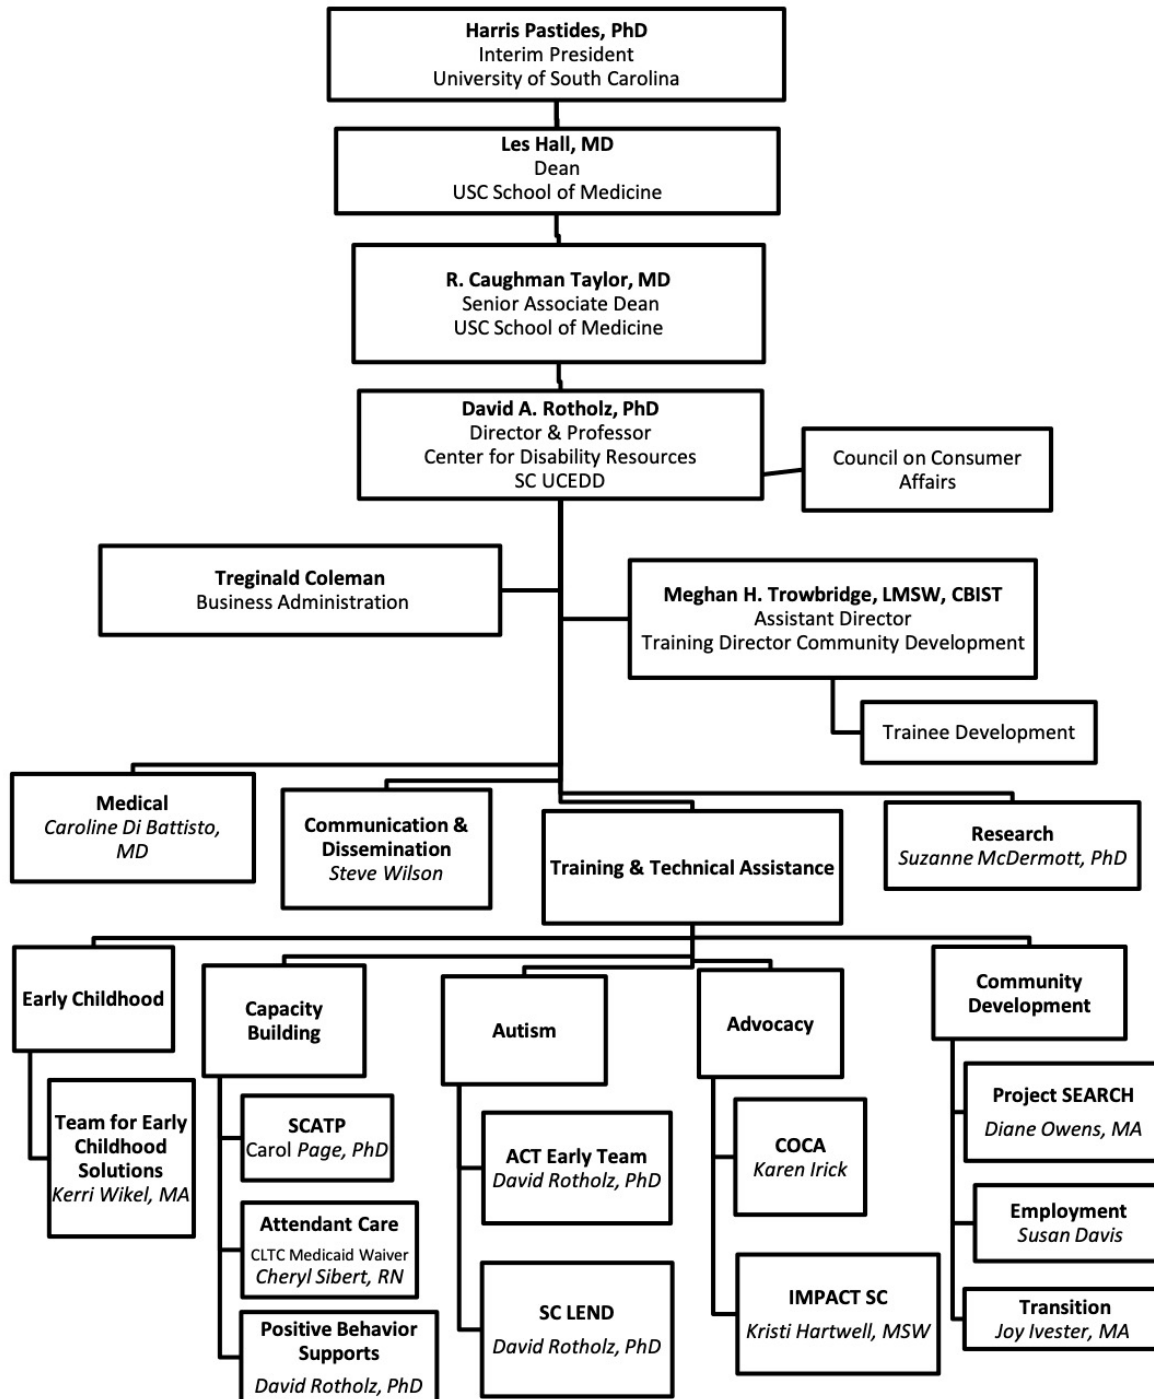 Harris Pastides, PhD
Interim President
University of South Carolina
Les Hall, MD
Dean
USC School of Medicine
R. Caughman Taylor, MD
Senior Associate Dean
USC School of Medicine
David A. Rotholz, PhD
Director & Professor
Center for Disability Resources
SC UCEDD
Council on Consumer
Affairs
Treginald Coleman
Business Administration
Meghan H. Trowbridge, LMSW, CBIST
Assistant Director
Training Director Community Development
Trainee Development
Medical
Caroline Di Battisto,
MD
Communication &
Dissemination
Steve Wilson
Training & Technical Assistance
Research
Suzanne McDermott, PhD
Early Childhood
Capacity
Building
Autism
Advocacy
Community
Development
Team for Early
Childhood
Solutions
Kerri Wikel, MA
SCATP
Carol Page, PhD
Attendant Care
CLTC Medicaid Waiver
Cheryl Sibert, RN
Positive Behavior
Supports
David Rotholz, PhD
ACT Early Team
David Rotholz, PhD
SC LEND
David Rotholz, PhD
COCA
Karen Irick
IMPACT SC
Kristi Hartwell, MSW
Project SEARCH
Diane Owens, MA
Employment
Susan Davis
Transition
Joy Ivester, MA